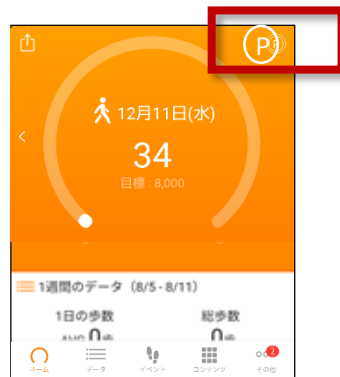 P
12月11日(水)
34
目標 : 8,000
1週間のデータ（8/5 - 8/11）
1日の歩数 総歩数
0 0
2
ホーム データ イベント コンテンツ その他